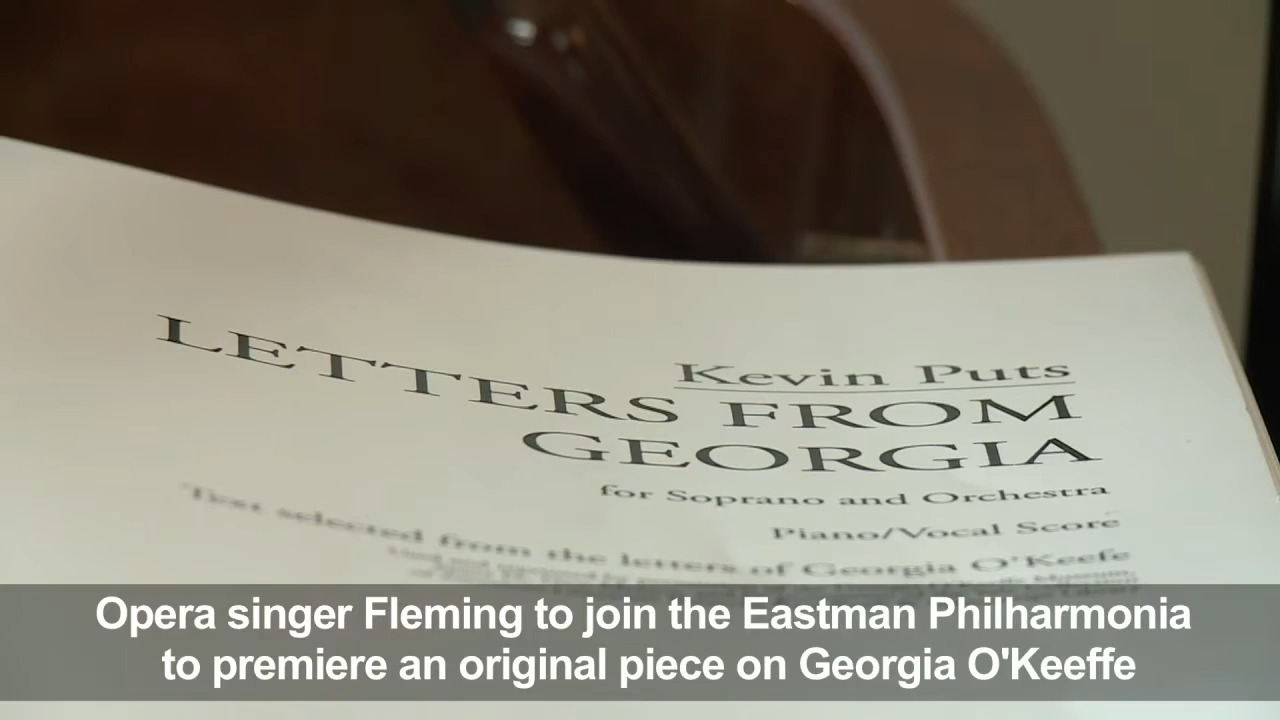 Kevin Puts
LETTERS FROM
GEORGIA
for Soprano and Orchestra
Piano/Vocal Score
Text selected from the letters of Georgia O'Keefe
Opera singer Fleming to join the Eastman Philharmonia
to premiere an original piece on Georgia O'Keeffe